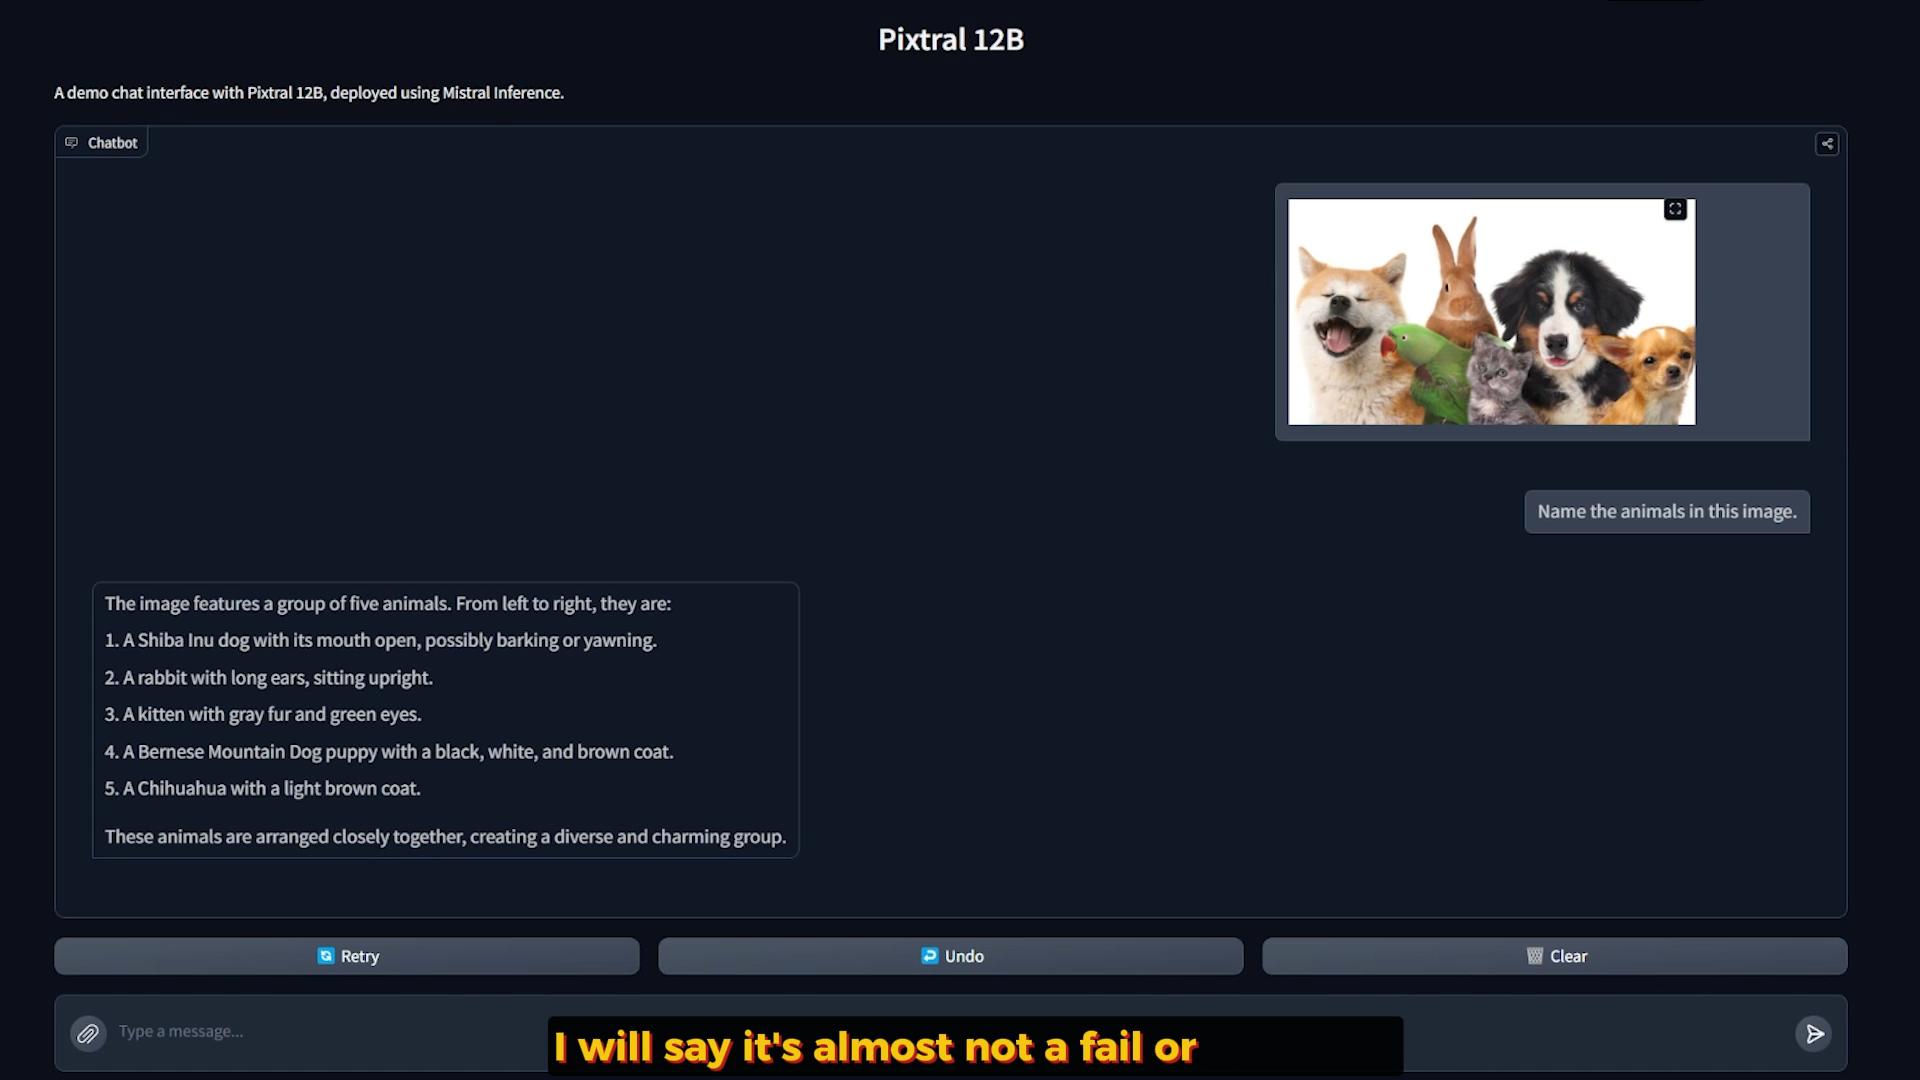 Pixtral 12B
A demo chat interface with Pixtral 12B, deployed using Mistral Inference.
Chatbot
Name the animals in this image.
The image features a group of five animals. From left to right, they are:
1. A Shiba Inu dog with its mouth open, possibly barking or yawning.
2. A rabbit with long ears, sitting upright.
3. A kitten with gray fur and green eyes.
4. A Bernese Mountain Dog puppy with a black, white, and brown coat.
5. A Chihuahua with a light brown coat.
These animals are arranged closely together, creating a diverse and charming group.
Retry
Undo
Clear
Type a message...
I will say it's almost not a fail or